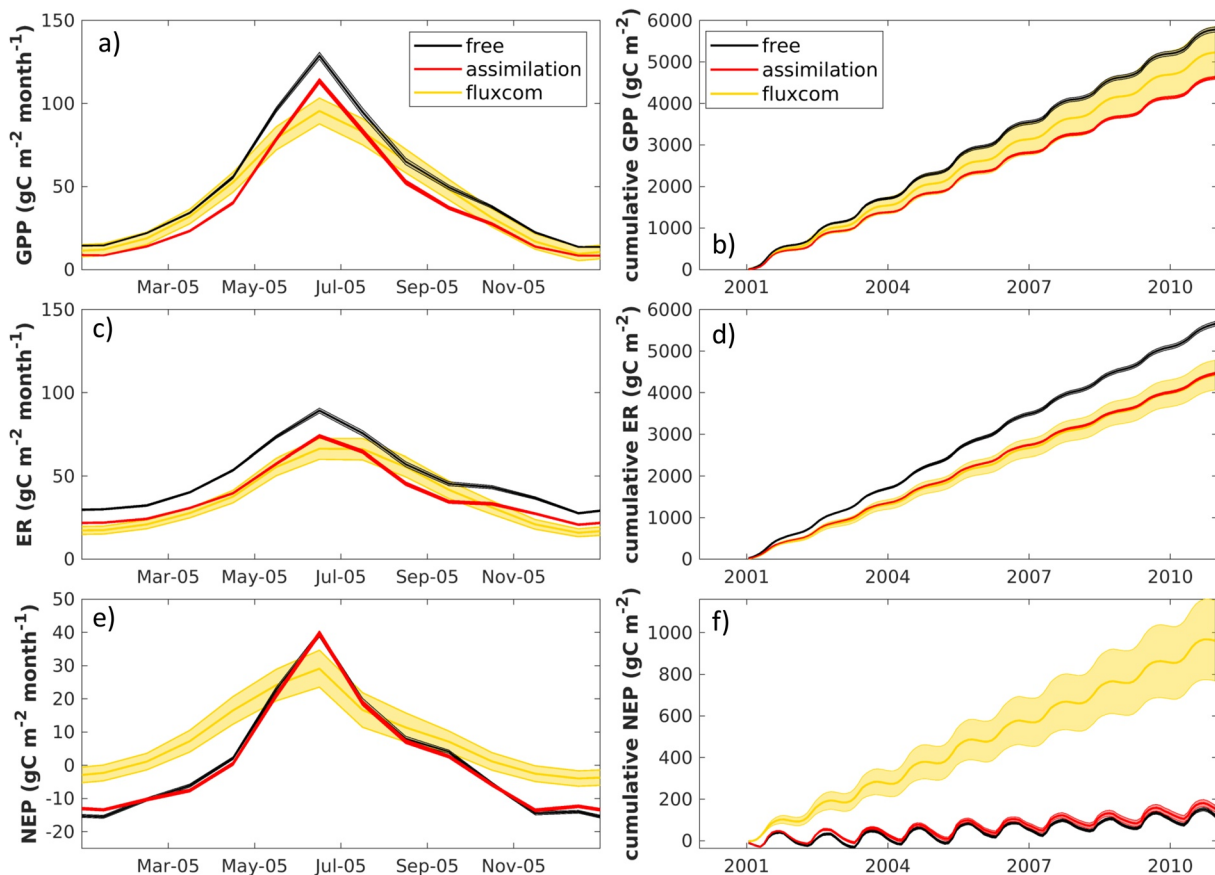 a)
free
assimilation
fluxcom
GPP (gC m⁻² month⁻¹)
150
100
50
0
Mar-05 May-05 Jul-05 Sep-05 Nov-05
b)
free
assimilation
fluxcom
cumulative GPP (gC m⁻²)
6000
5000
4000
3000
2000
1000
0
2001 2004 2007 2010
c)
ER (gC m⁻² month⁻¹)
150
100
50
0
Mar-05 May-05 Jul-05 Sep-05 Nov-05
d)
cumulative ER (gC m⁻²)
6000
5000
4000
3000
2000
1000
0
2001 2004 2007 2010
e)
NEP (gC m⁻² month⁻¹)
50
40
30
20
10
0
-10
-20
Mar-05 May-05 Jul-05 Sep-05 Nov-05
f)
cumulative NEP (gC m⁻²)
1000
800
600
400
200
0
2001 2004 2007 2010